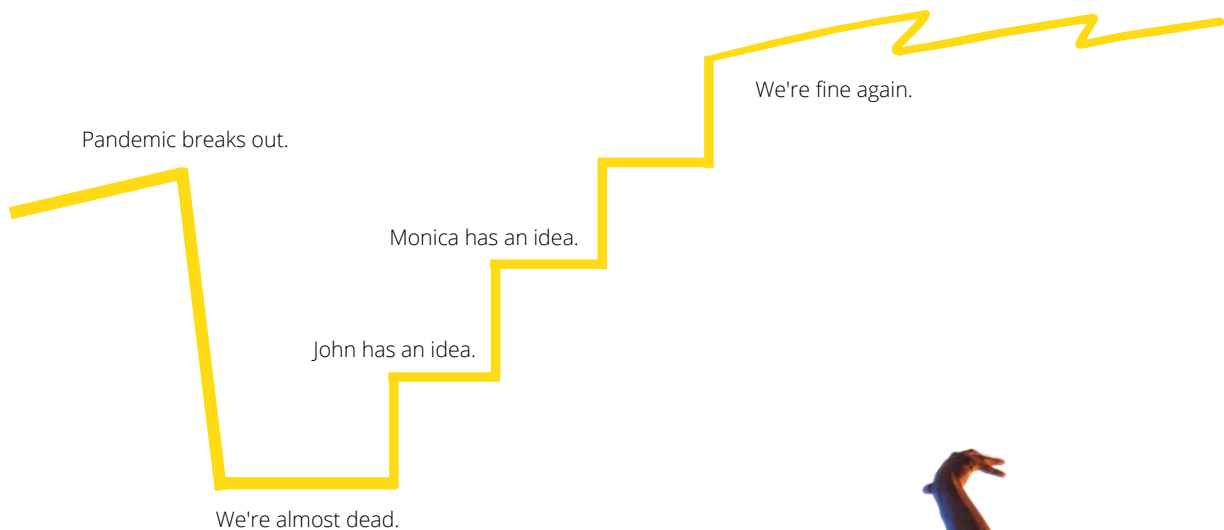 Pandemic breaks out.
We're almost dead.
John has an idea.
Monica has an idea.
We're fine again.